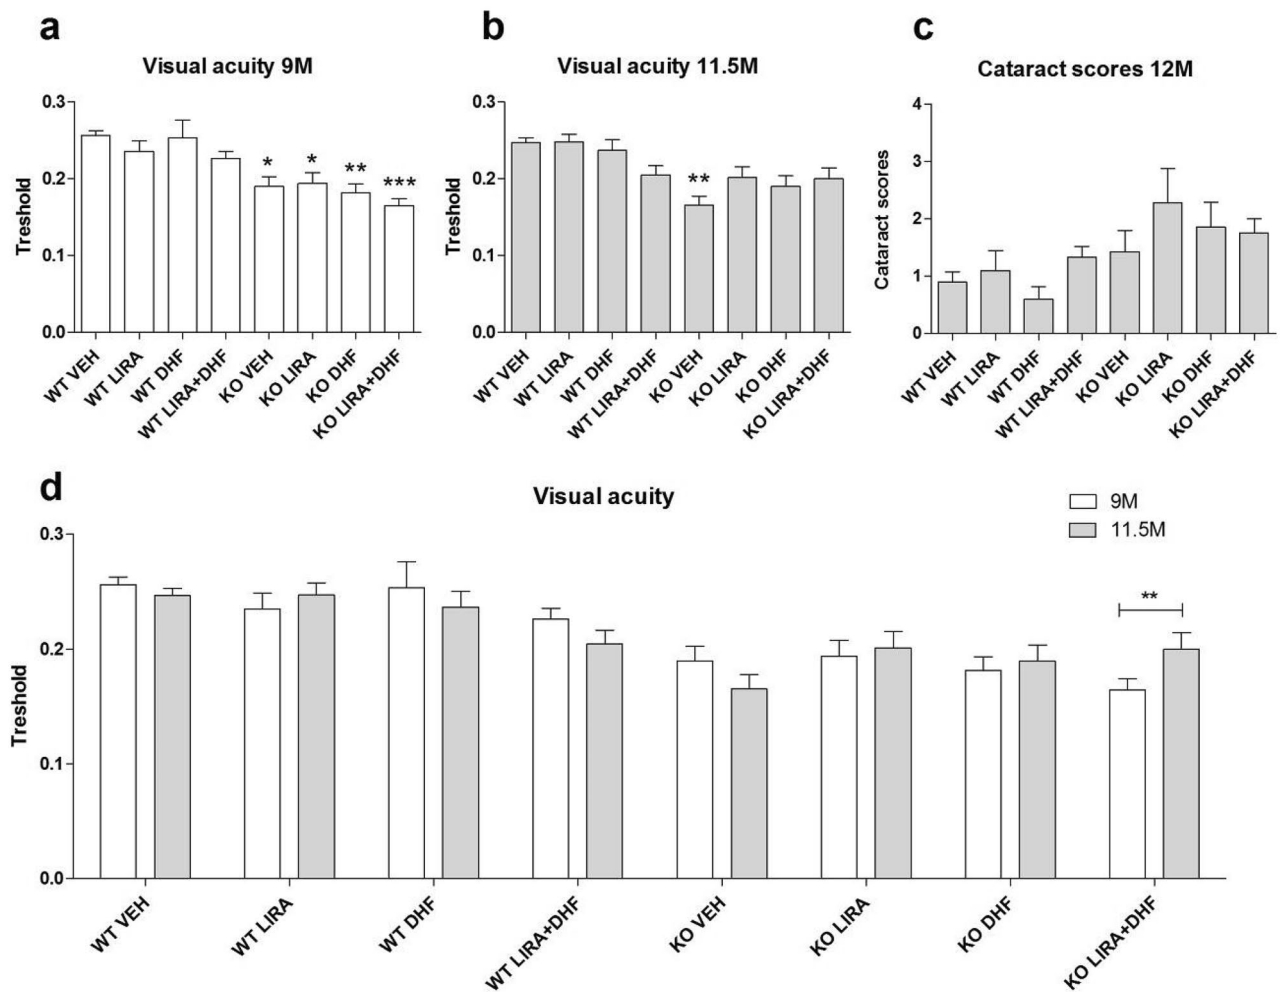 a
Visual acuity 9M
Treshold
0.3
0.2
0.1
0.0
*
*
**
***
WT VEH
WT LIRA
WT DHF
WT LIRA+DHF
KO VEH
KO LIRA
KO DHF
KO LIRA+DHF
b
Visual acuity 11.5M
Treshold
0.3
0.2
0.1
0.0
**
WT VEH
WT LIRA
WT DHF
WT LIRA+DHF
KO VEH
KO LIRA
KO DHF
KO LIRA+DHF
c
Cataract scores 12M
Cataract scores
4
3
2
1
0
WT VEH
WT LIRA
WT DHF
WT LIRA+DHF
KO VEH
KO LIRA
KO DHF
KO LIRA+DHF
d
Visual acuity
9M
11.5M
Treshold
0.3
0.2
0.1
0.0
**
WT VEH
WT LIRA
WT DHF
WT LIRA+DHF
KO VEH
KO LIRA
KO DHF
KO LIRA+DHF